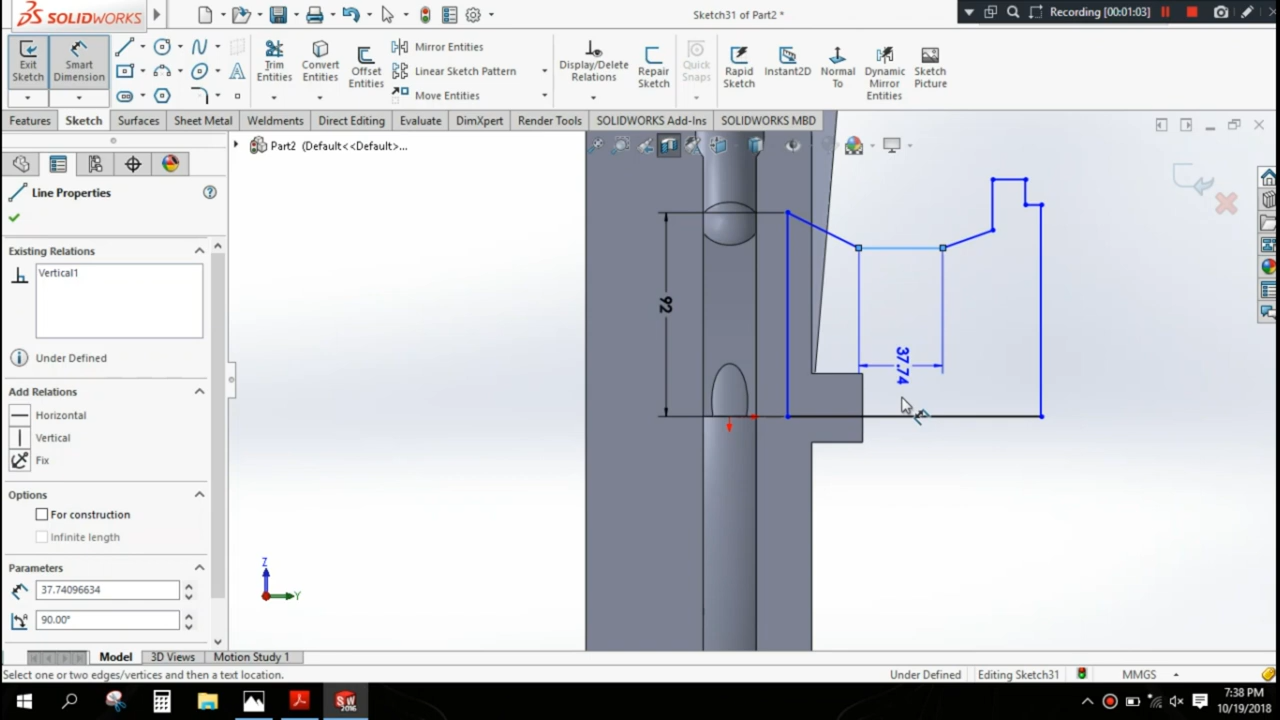 SOLIDWORKS
Sketch31 of Part2 *
Recording [00:01:03]
Exit Sketch
Smart Dimension
Trim Entities
Convert Entities
Offset Entities
Mirror Entities
Linear Sketch Pattern
Move Entities
Display/Delete Relations
Repair Sketch
Quick Snaps
Rapid Sketch
Instant2D
Normal To
Dynamic Mirror Entities
Sketch Picture
Features
Sketch
Surfaces
Sheet Metal
Weldments
Direct Editing
Evaluate
DimXpert
Render Tools
SOLIDWORKS Add-Ins
SOLIDWORKS MBD
Part2 (Default<<Default>...
Line Properties
Existing Relations
Vertical1
Under Defined
Add Relations
Horizontal
Vertical
Fix
Options
For construction
Infinite length
Parameters
37.74096634
90.00°
92
37.74
Z
Y
Model
3D Views
Motion Study 1
Select one or two edges/vertices and then a text location.
Under Defined
Editing Sketch31
MMGS
SW
2016
7:38 PM
10/19/2018